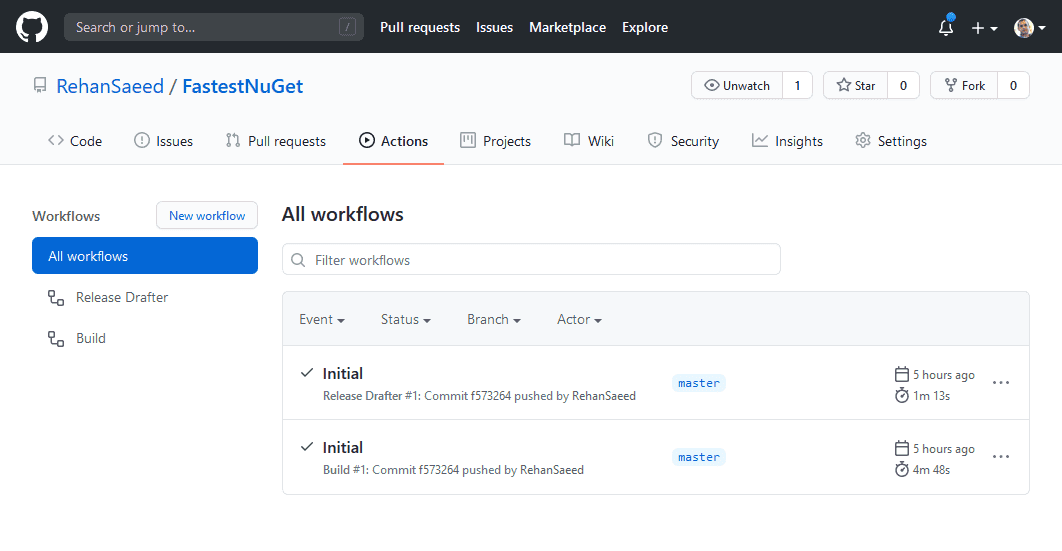 Search or jump to... / Pull requests Issues Marketplace Explore
RehanSaeed / FastestNuGet Unwatch 1 Star 0 Fork 0
Code Issues Pull requests Actions Projects Wiki Security Insights Settings
Workflows New workflow
All workflows
Release Drafter
Build
All workflows
Filter workflows
Event Status Branch Actor
Initial
Release Drafter #1: Commit f573264 pushed by RehanSaeed
master
5 hours ago
1m 13s
Initial
Build #1: Commit f573264 pushed by RehanSaeed
master
5 hours ago
4m 48s